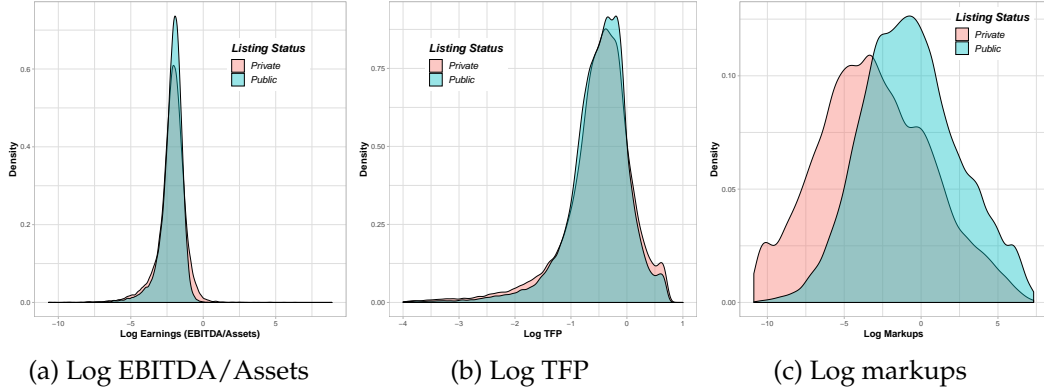 Listing Status
Private
Public
Density
0.6
0.4
0.2
0.0
−10
−5
0
5
Log Earnings (EBITDA/Assets)
(a) Log EBITDA/Assets
Listing Status
Private
Public
Density
0.75
0.50
0.25
0.00
−4
−3
−2
−1
0
1
Log TFP
(b) Log TFP
Listing Status
Private
Public
Density
0.10
0.05
0.00
−10
−5
0
5
Log Markups
(c) Log markups